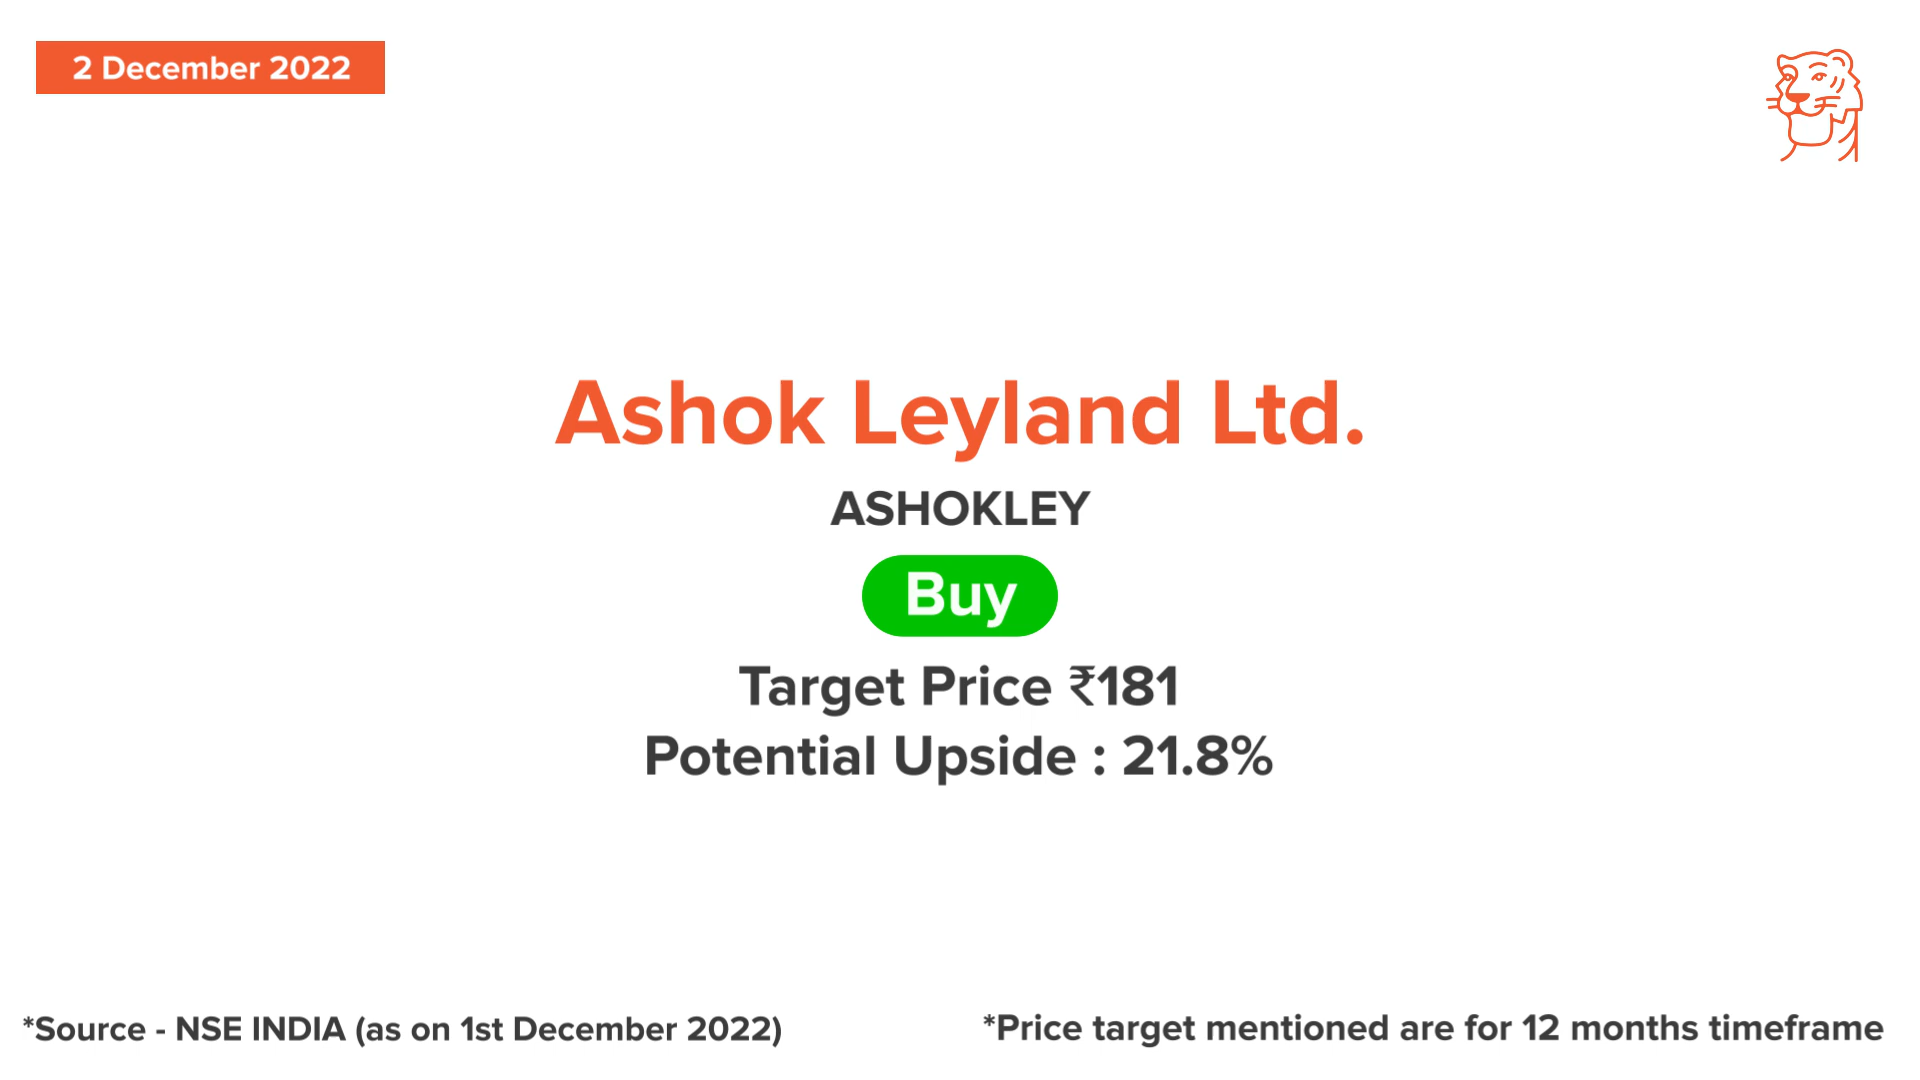 2 December 2022
Ashok Leyland Ltd.
ASHOKLEY
Buy
Target Price ₹181
Potential Upside : 21.8%
*Source - NSE INDIA (as on 1st December 2022)
*Price target mentioned are for 12 months timeframe